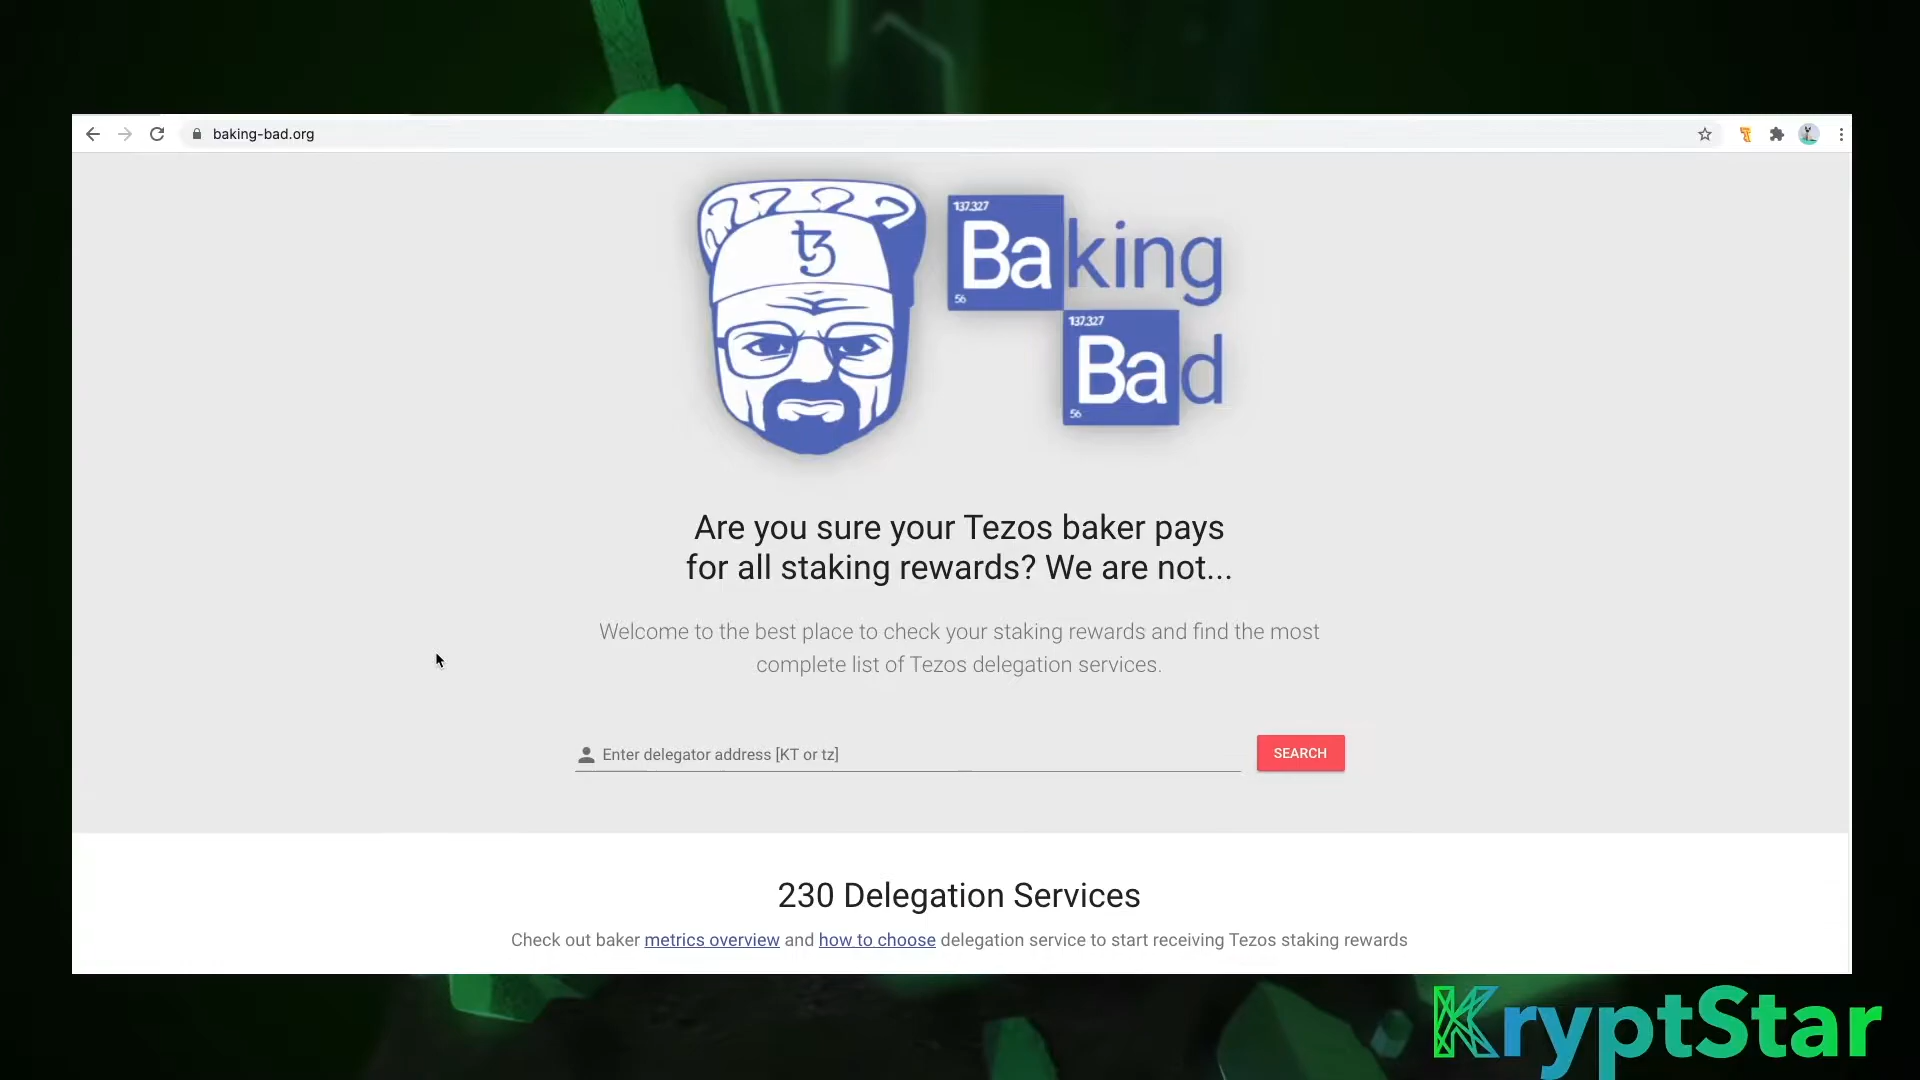 baking-bad.org
137.327
Baking
56
137.327
Bad
56
Are you sure your Tezos baker pays
for all staking rewards? We are not...
Welcome to the best place to check your staking rewards and find the most
complete list of Tezos delegation services.
Enter delegator address [KT or tz]
SEARCH
230 Delegation Services
Check out baker metrics overview and how to choose delegation service to start receiving Tezos staking rewards
KryptStar